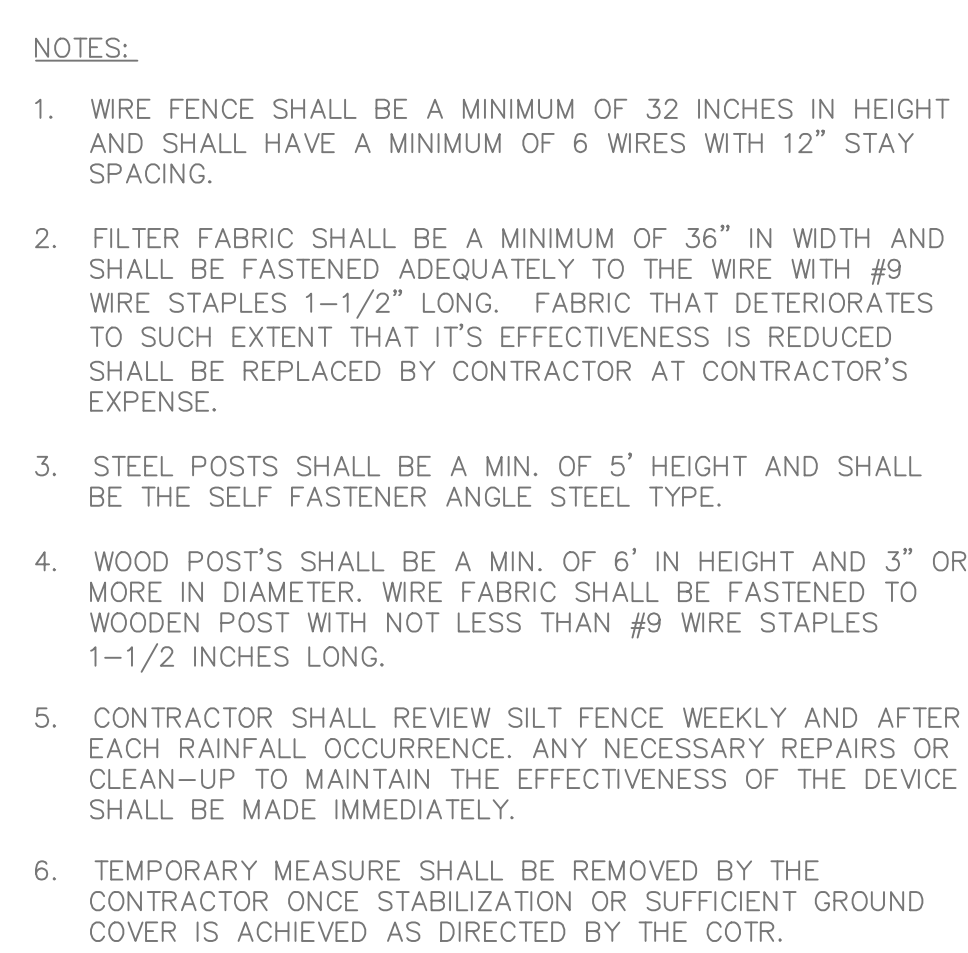 NOTES:
1. WIRE FENCE SHALL BE A MINIMUM OF 32 INCHES IN HEIGHT
AND SHALL HAVE A MINIMUM OF 6 WIRES WITH 12" STAY
SPACING.
2. FILTER FABRIC SHALL BE A MINIMUM OF 36" IN WIDTH AND
SHALL BE FASTENED ADEQUATELY TO THE WIRE WITH #9
WIRE STAPLES 1-1/2" LONG. FABRIC THAT DETERIORATES
TO SUCH EXTENT THAT IT'S EFFECTIVENESS IS REDUCED
SHALL BE REPLACED BY CONTRACTOR AT CONTRACTOR'S
EXPENSE.
3. STEEL POSTS SHALL BE A MIN. OF 5' HEIGHT AND SHALL
BE THE SELF FASTENER ANGLE STEEL TYPE.
4. WOOD POST'S SHALL BE A MIN. OF 6' IN HEIGHT AND 3" OR
MORE IN DIAMETER. WIRE FABRIC SHALL BE FASTENED TO
WOODEN POST WITH NOT LESS THAN #9 WIRE STAPLES
1-1/2 INCHES LONG.
5. CONTRACTOR SHALL REVIEW SILT FENCE WEEKLY AND AFTER
EACH RAINFALL OCCURRENCE. ANY NECESSARY REPAIRS OR
CLEAN-UP TO MAINTAIN THE EFFECTIVENESS OF THE DEVICE
SHALL BE MADE IMMEDIATELY.
6. TEMPORARY MEASURE SHALL BE REMOVED BY THE
CONTRACTOR ONCE STABILIZATION OR SUFFICIENT GROUND
COVER IS ACHIEVED AS DIRECTED BY THE COTR.